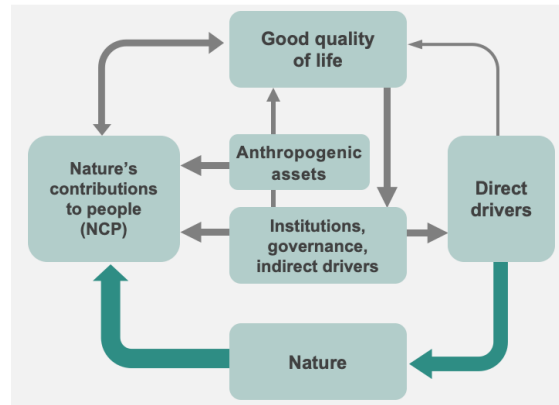 Good quality
of life
Anthropogenic
assets
Nature’s
contributions
to people
(NCP)
Direct
drivers
Institutions,
governance,
indirect drivers
Nature